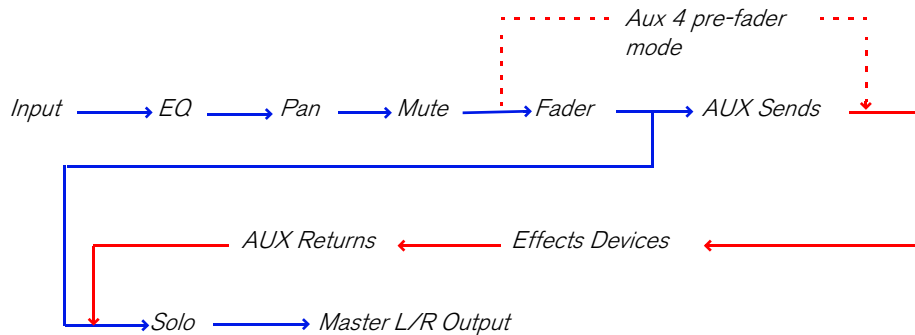 Aux 4 pre-fader
mode
Input EQ Pan Mute Fader AUX Sends
AUX Returns Effects Devices
Solo Master L/R Output